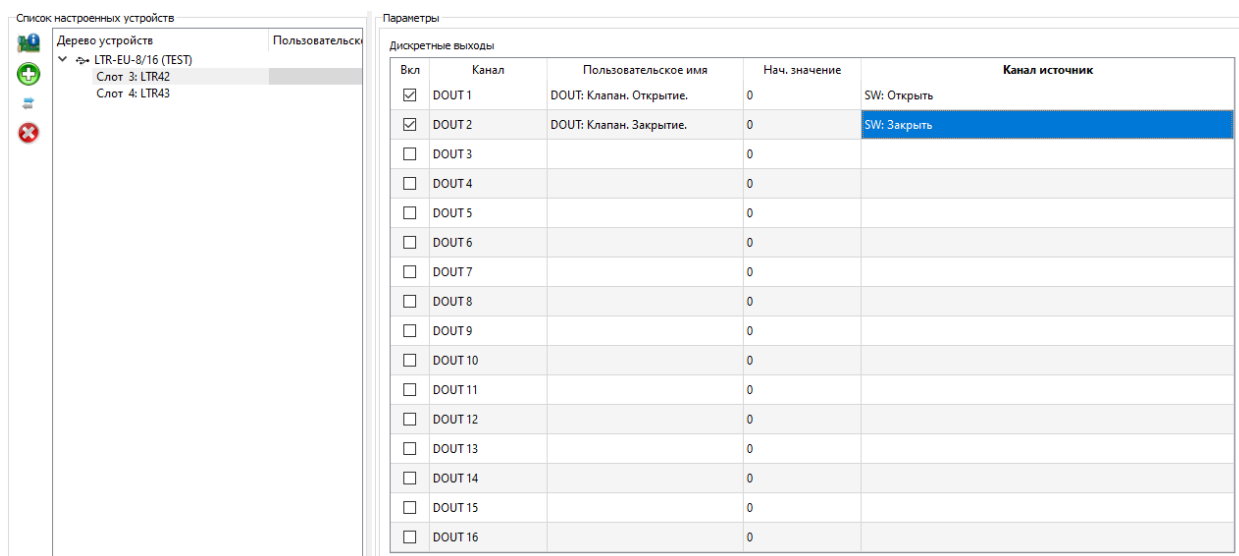 Список настроенных устройств
Дерево устройств Пользовательск
LTR-EU-8/16 (TEST)
Слот 3: LTR42
Слот 4: LTR43
Параметры
Дискретные выходы
Вкл Канал Пользовательское имя Нач. значение Канал источник
DOUT 1 DOUT: Клапан. Открытие. 0 SW: Открыть
DOUT 2 DOUT: Клапан. Закрытие. 0 SW: Закрыть
DOUT 3 0
DOUT 4 0
DOUT 5 0
DOUT 6 0
DOUT 7 0
DOUT 8 0
DOUT 9 0
DOUT 10 0
DOUT 11 0
DOUT 12 0
DOUT 13 0
DOUT 14 0
DOUT 15 0
DOUT 16 0